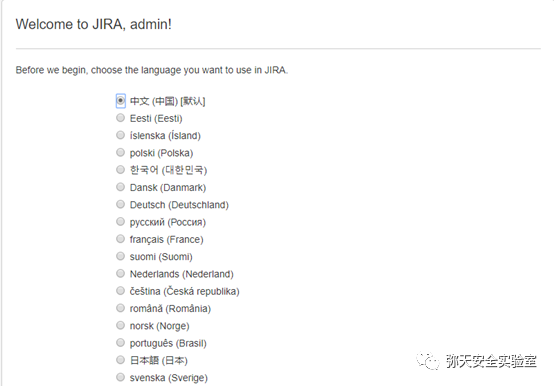 Welcome to JIRA, admin!
Before we begin, choose the language you want to use in JIRA.
中文 (中国) [默认]
Eesti (Eesti)
íslenska (Ísland)
polski (Polska)
한국어 (대한민국)
Dansk (Danmark)
Deutsch (Deutschland)
русский (Россия)
français (France)
suomi (Suomi)
Nederlands (Nederland)
čeština (Česká republika)
română (România)
norsk (Norge)
português (Brasil)
日本語 (日本)
svenska (Sverige)
弥天安全实验室